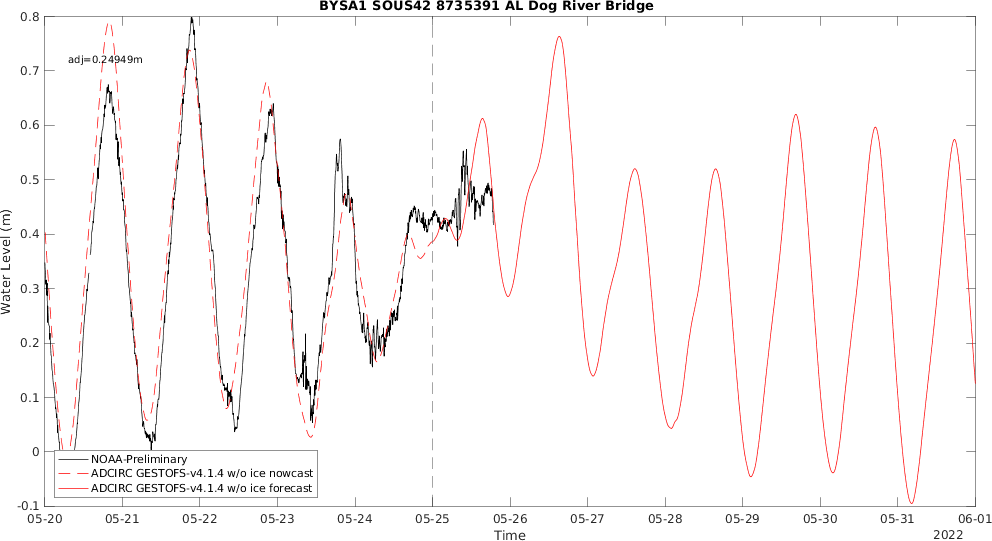 BYSA1 SOUS42 8735391 AL Dog River Bridge
adj=0.24949m
Water Level (m)
0.8
0.7
0.6
0.5
0.4
0.3
0.2
0.1
0
-0.1
NOAA-Preliminary
ADCIRC GESTOFS-v4.1.4 w/o ice nowcast
ADCIRC GESTOFS-v4.1.4 w/o ice forecast
05-20 05-21 05-22 05-23 05-24 05-25 05-26 05-27 05-28 05-29 05-30 05-31 06-01
Time
2022